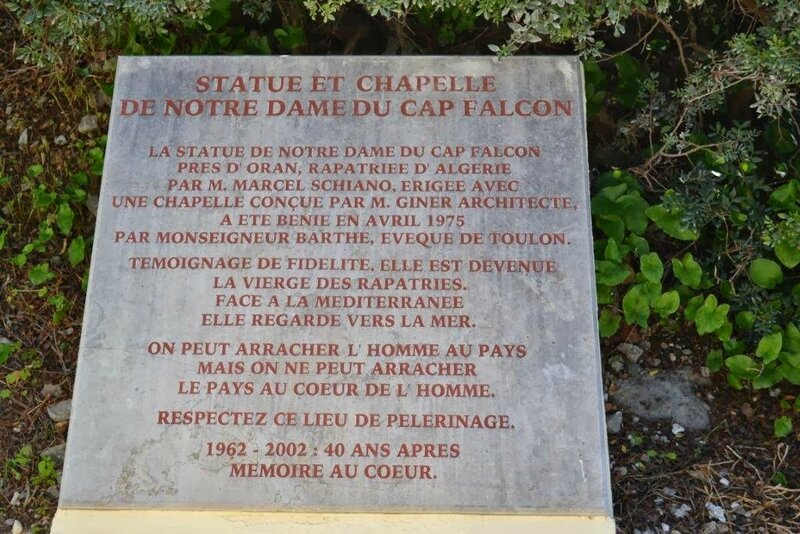 STATUE ET CHAPELLE
DE NOTRE DAME DU CAP FALCON
LA STATUE DE NOTRE DAME DU CAP FALCON
PRES D' ORAN, RAPATRIEE D' ALGERIE
PAR M. MARCEL SCHIANO, ERIGEE AVEC
UNE CHAPELLE CONÇUE PAR M. GINER ARCHITECTE,
A ETE BENIE EN AVRIL 1975
PAR MONSEIGNEUR BARTHE, EVEQUE DE TOULON.
TEMOIGNAGE DE FIDELITE, ELLE EST DEVENUE
LA VIERGE DES RAPATRIES.
FACE A LA MEDITERRANEE
ELLE REGARDE VERS LA MER.
ON PEUT ARRACHER L' HOMME AU PAYS
MAIS ON NE PEUT ARRACHER
LE PAYS AU COEUR DE L' HOMME.
RESPECTEZ CE LIEU DE PELERINAGE.
1962 - 2002 : 40 ANS APRES
MEMOIRE AU COEUR.